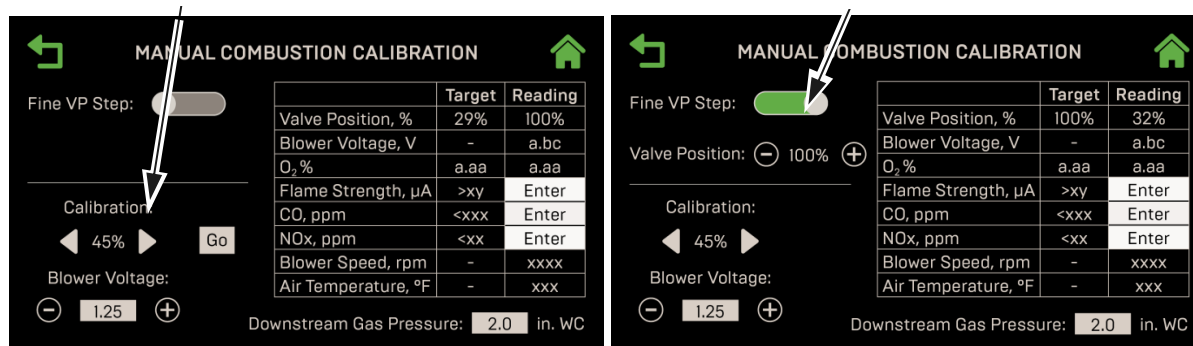 MANUAL COMBUSTION CALIBRATION
Fine VP Step:
Target Reading
Valve Position, % 29% 100%
Blower Voltage, V - a.bc
O₂ % a.aa a.aa
Flame Strength, µA >xy Enter
CO, ppm <xxx Enter
NOx, ppm <xx Enter
Blower Speed, rpm - xxxx
Air Temperature, ºF - xxx
Calibration:
45% Go
Blower Voltage:
1.25
Downstream Gas Pressure: 2.0 in. WC
MANUAL COMBUSTION CALIBRATION
Fine VP Step:
Valve Position: 100%
Target Reading
Valve Position, % 100% 32%
Blower Voltage, V - a.bc
O₂ % a.aa a.aa
Flame Strength, µA >xy Enter
CO, ppm <xxx Enter
NOx, ppm <xx Enter
Blower Speed, rpm - xxxx
Air Temperature, ºF - xxx
Calibration:
45%
Blower Voltage:
1.25
Downstream Gas Pressure: 2.0 in. WC